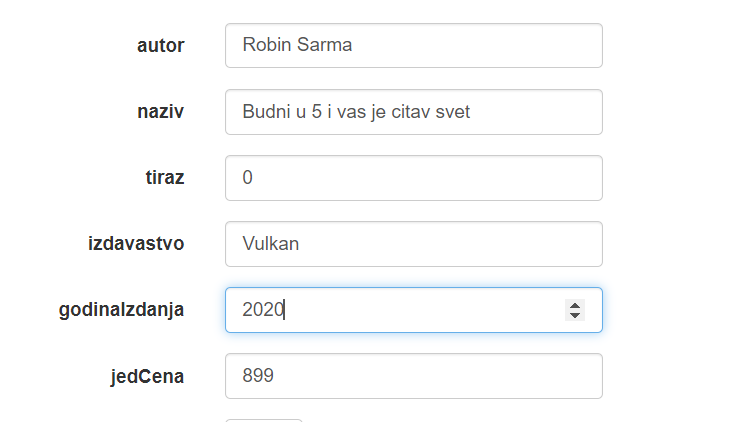 autor Robin Sarma
naziv Budni u 5 i vas je citav svet
tiraz 0
izdavastvo Vulkan
godinaIzdanja 2020
jedCena 899